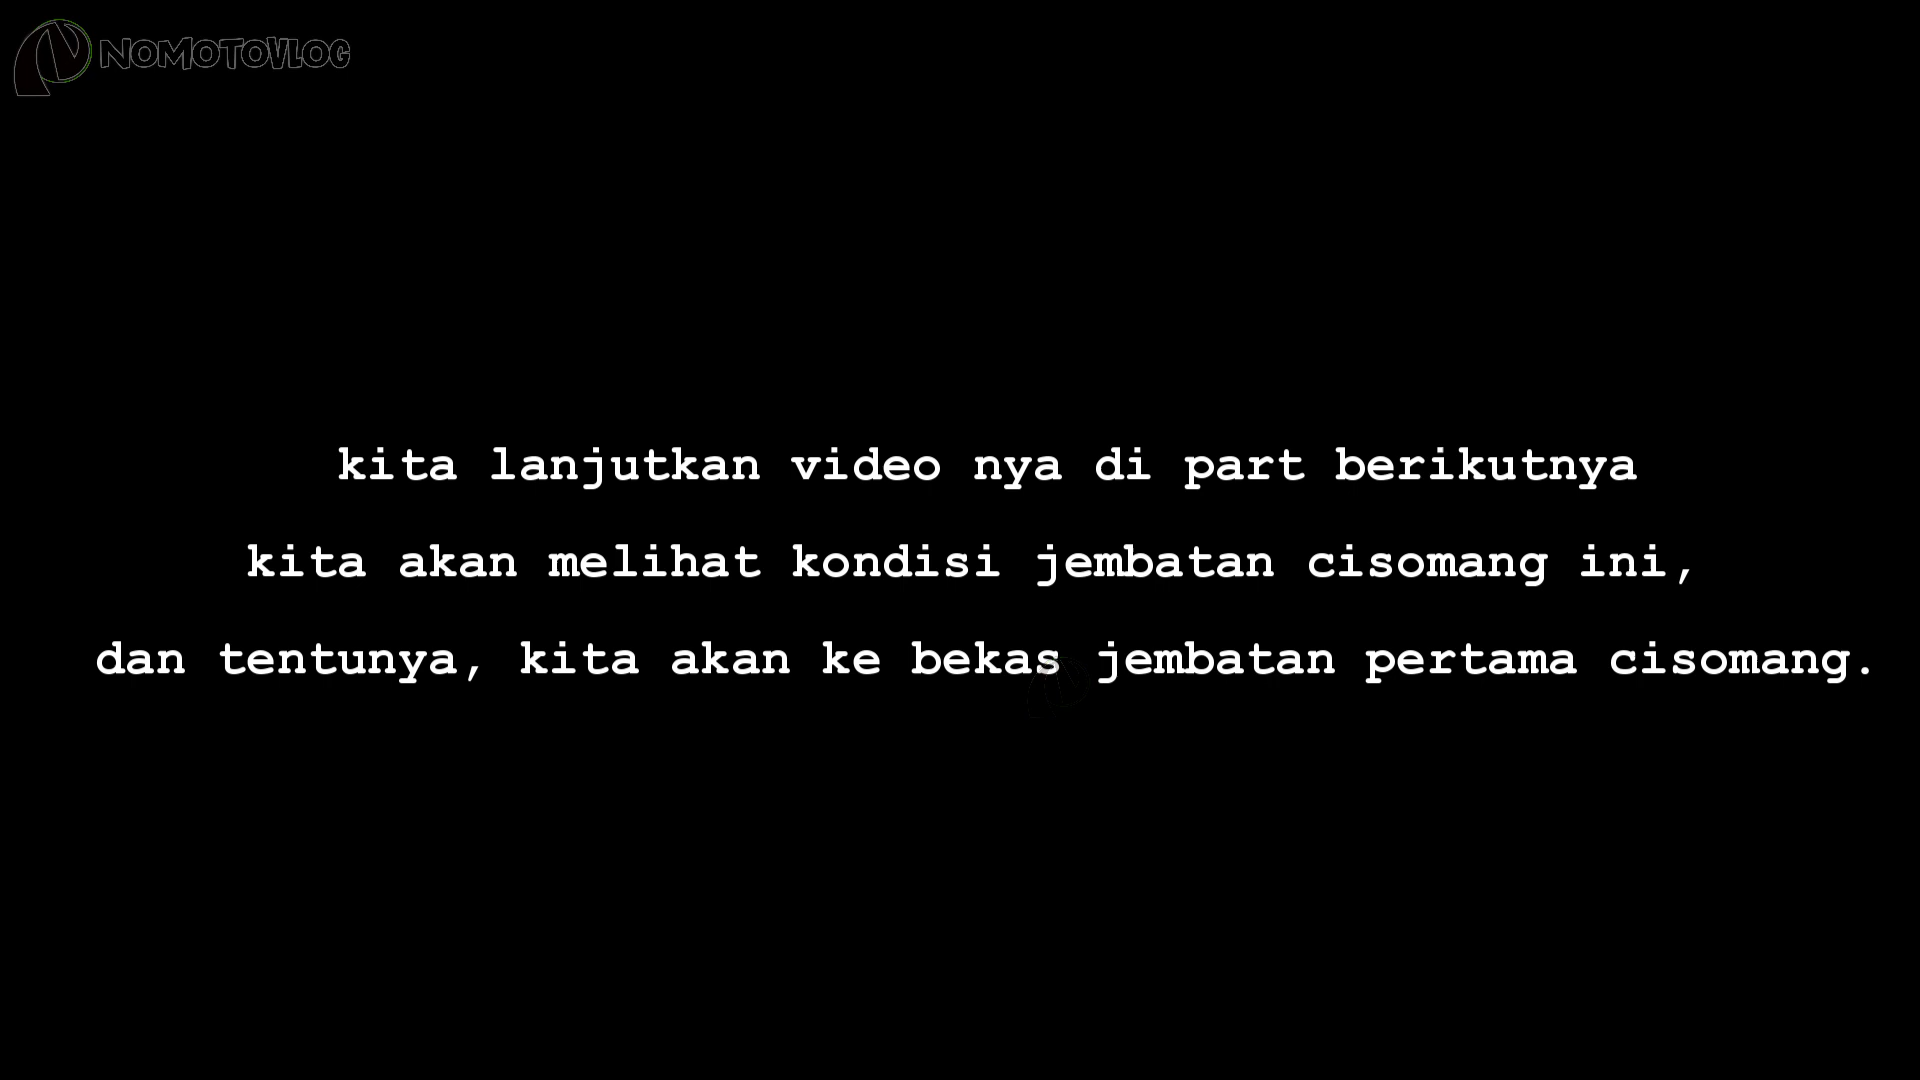 NOMOTOVLOG
kita lanjutkan video nya di part berikutnya
kita akan melihat kondisi jembatan cisomang ini,
dan tentunya, kita akan ke bekas jembatan pertama cisomang.